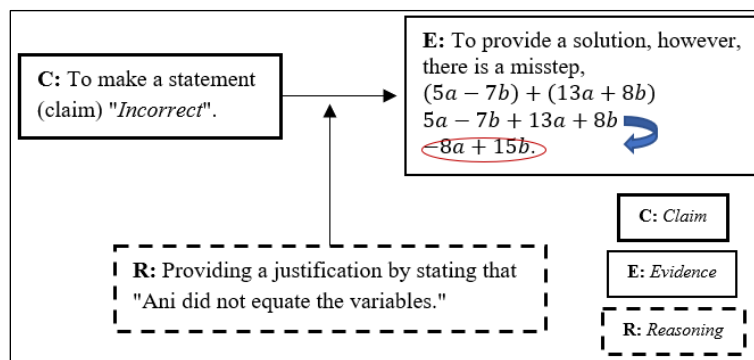 C: To make a statement
(claim) "Incorrect".
E: To provide a solution, however,
there is a misstep,
(5a − 7b) + (13a + 8b)
5a − 7b + 13a + 8b
−8a + 15b.
R: Providing a justification by stating that
"Ani did not equate the variables."
C: Claim
E: Evidence
R: Reasoning